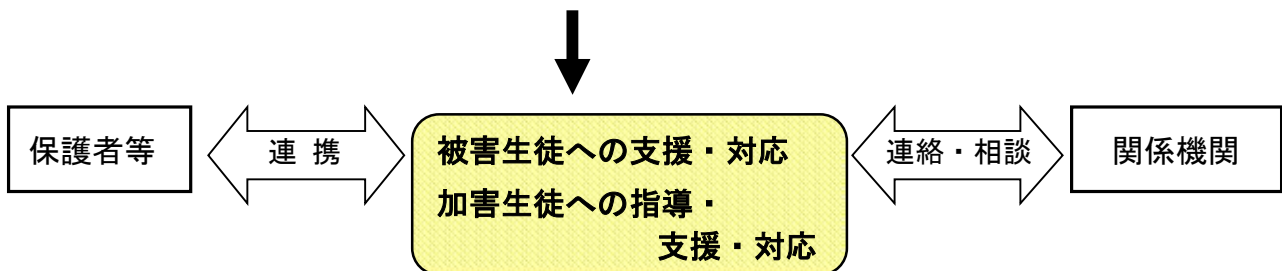 保護者等
連 携
被害生徒への支援・対応
加害生徒への指導・
支援・対応
連絡・相談
関係機関